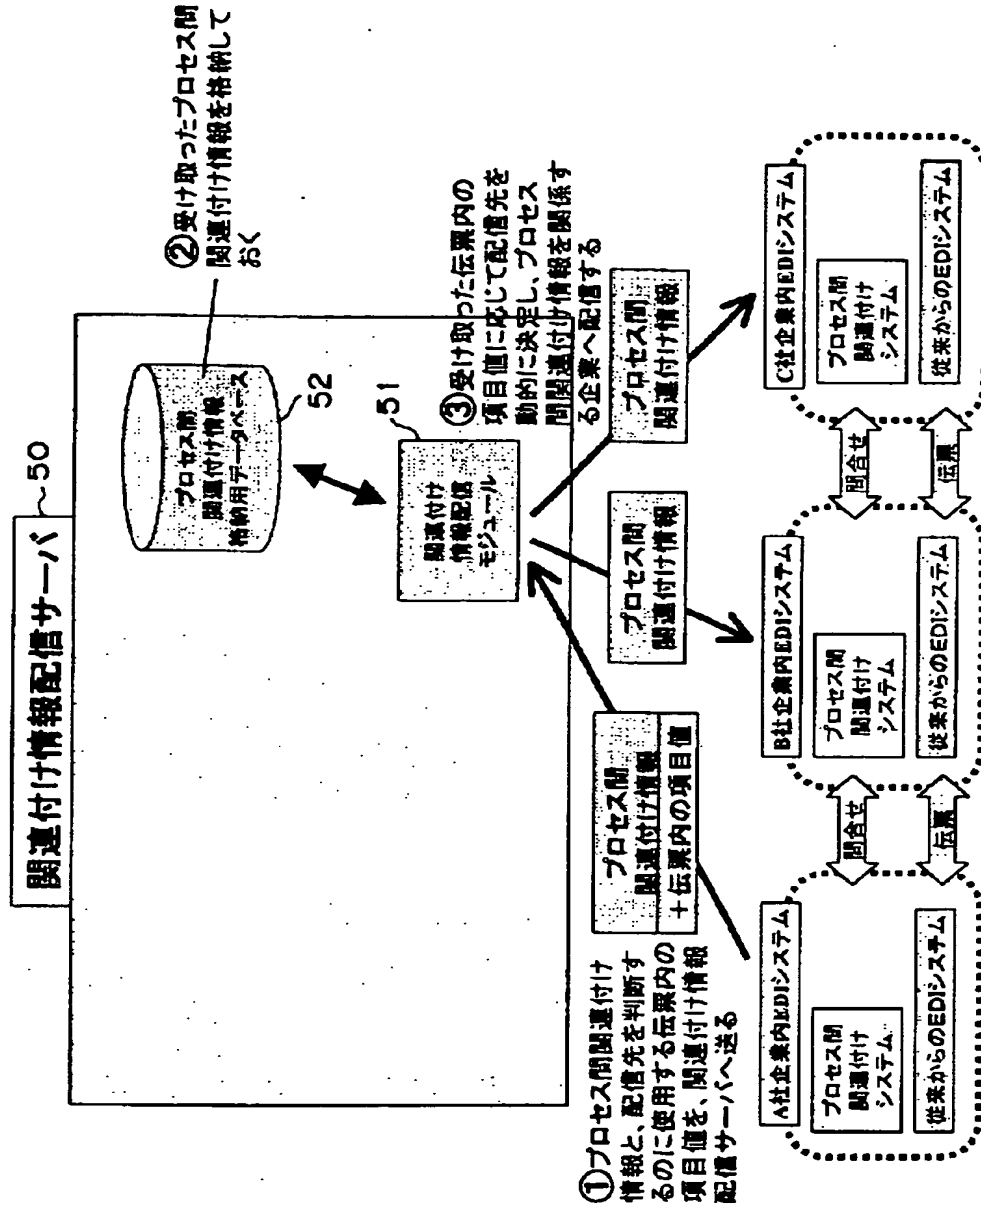 関連付け情報配信サーバ
50
プロセス間
関連付け情報
格納用データベース
52
②受け取ったプロセス間
関連付け情報を格納して
おく
関連付け
情報配信
モジュール
51
③受け取った伝票内の
項目値に応じて配信先を
動的に決定し、プロセス
間関連付け情報を関係す
る企業へ配信する
①プロセス間関連付け
情報と、配信先を判断す
るのに使用する伝票内の
項目値を、関連付け情報
配信サーバへ送る
プロセス間
関連付け情報
+伝票内の項目値
プロセス間
関連付け情報
プロセス間
関連付け情報
A社企業内EDIシステム
プロセス間
関連付け
システム
従来からのEDIシステム
問合せ
伝票
B社企業内EDIシステム
プロセス間
関連付け
システム
従来からのEDIシステム
問合せ
伝票
C社企業内EDIシステム
プロセス間
関連付け
システム
従来からのEDIシステム